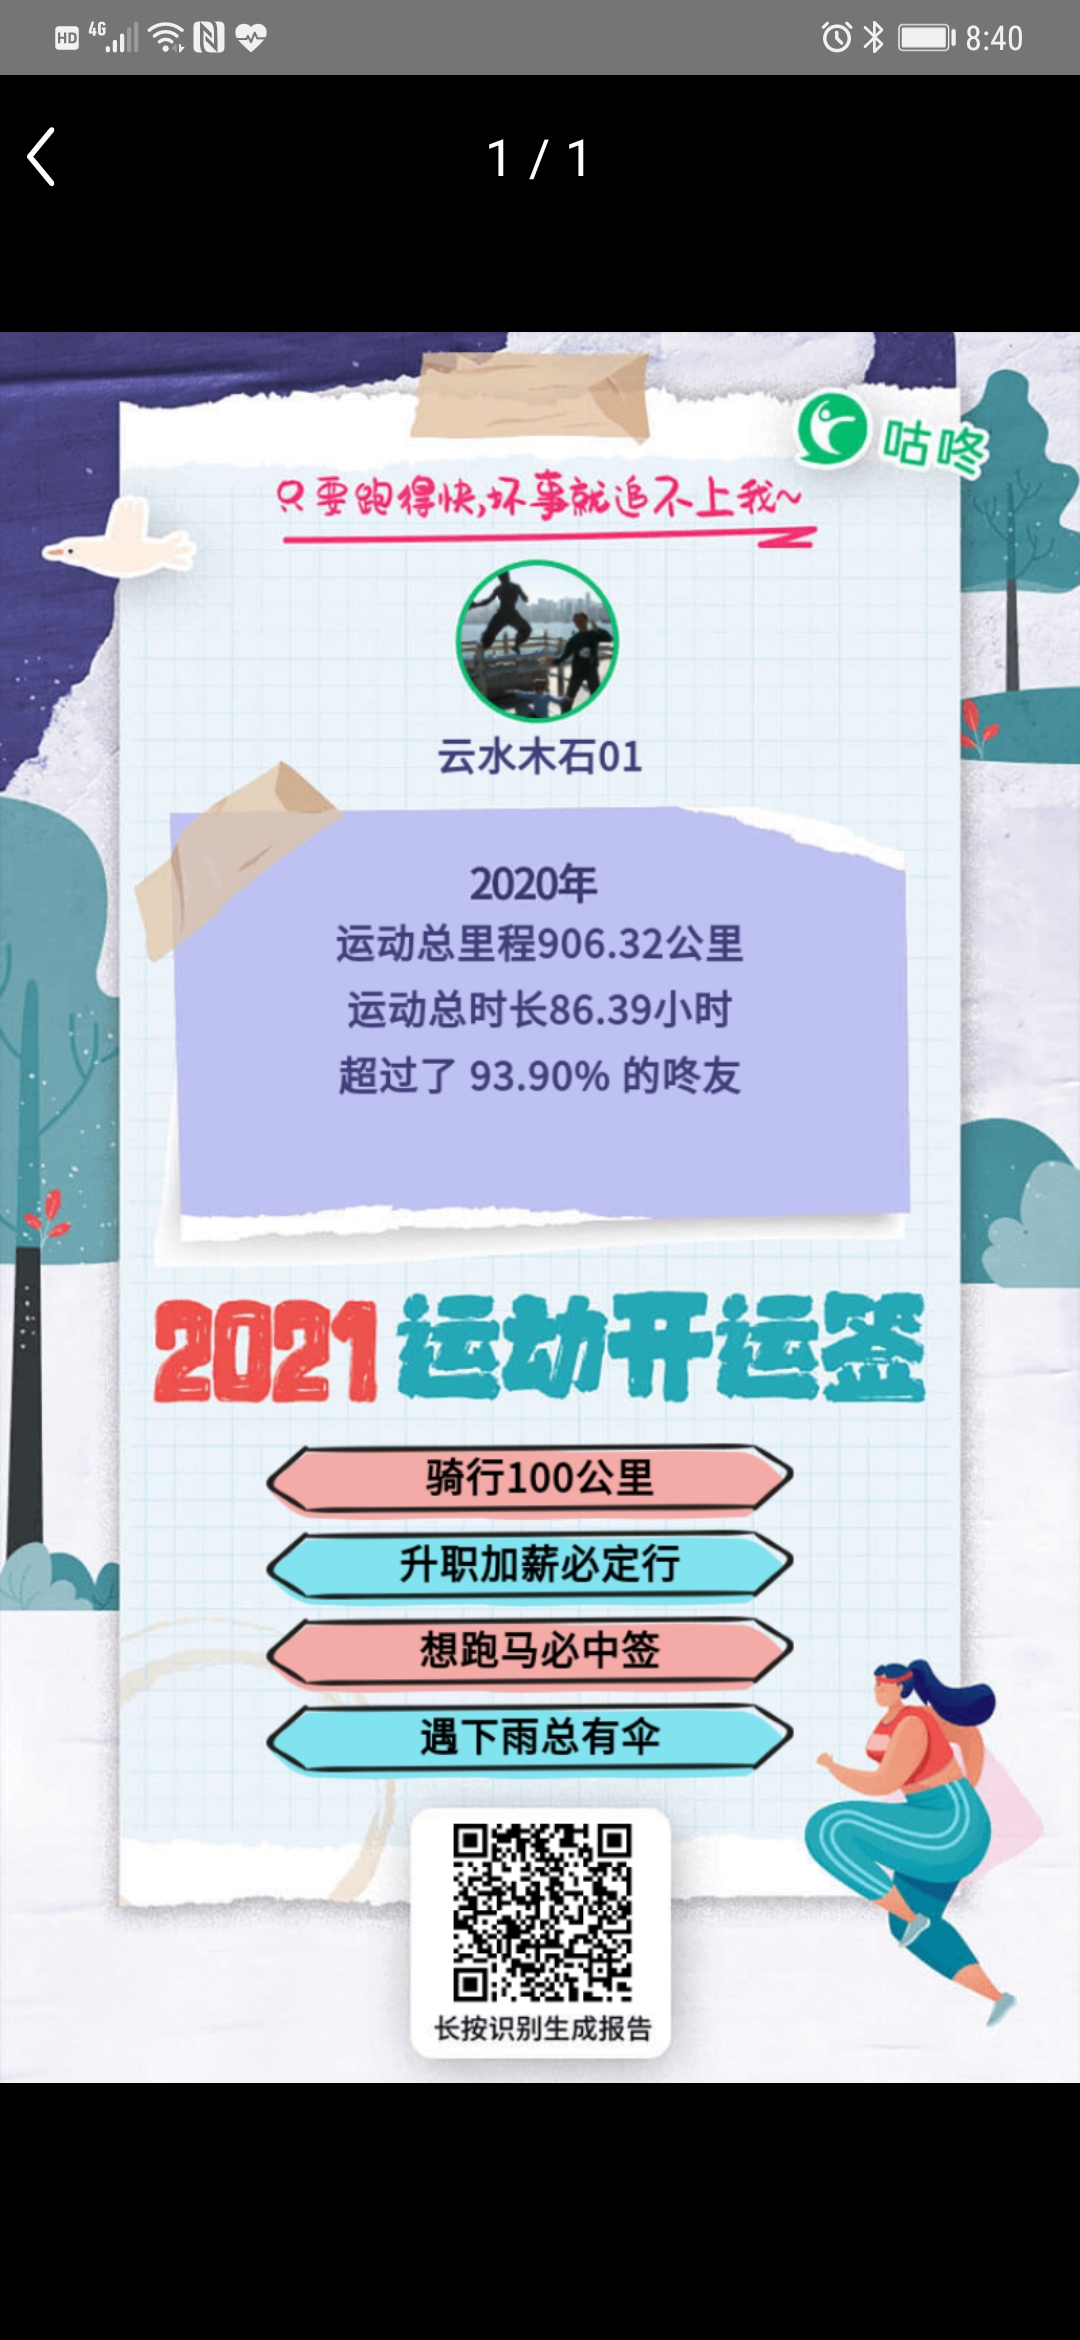 HD 4G 8:40
1 / 1
咕咚
只要跑得快,坏事就追不上我~
云水木石01
2020年
运动总里程906.32公里
运动总时长86.39小时
超过了 93.90% 的咚友
2021 运动开运签
骑行100公里
升职加薪必定行
想跑马必中签
遇下雨总有伞
长按识别生成报告